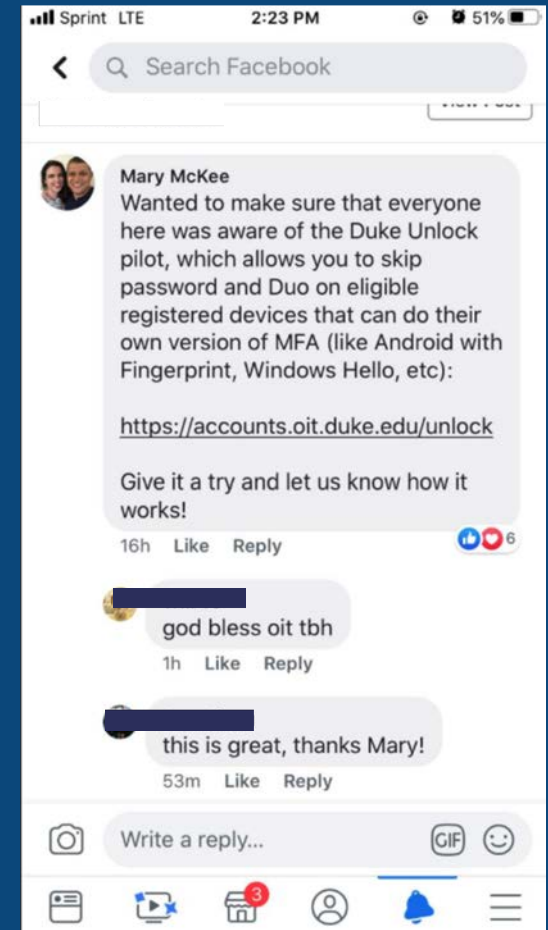 Sprint LTE 2:23 PM 51%
Search Facebook
Mary McKee
Wanted to make sure that everyone
here was aware of the Duke Unlock
pilot, which allows you to skip
password and Duo on eligible
registered devices that can do their
own version of MFA (like Android with
Fingerprint, Windows Hello, etc):
https://accounts.oit.duke.edu/unlock
Give it a try and let us know how it
works!
16h Like Reply 6
god bless oit tbh
1h Like Reply
this is great, thanks Mary!
53m Like Reply
Write a reply... GIF
3